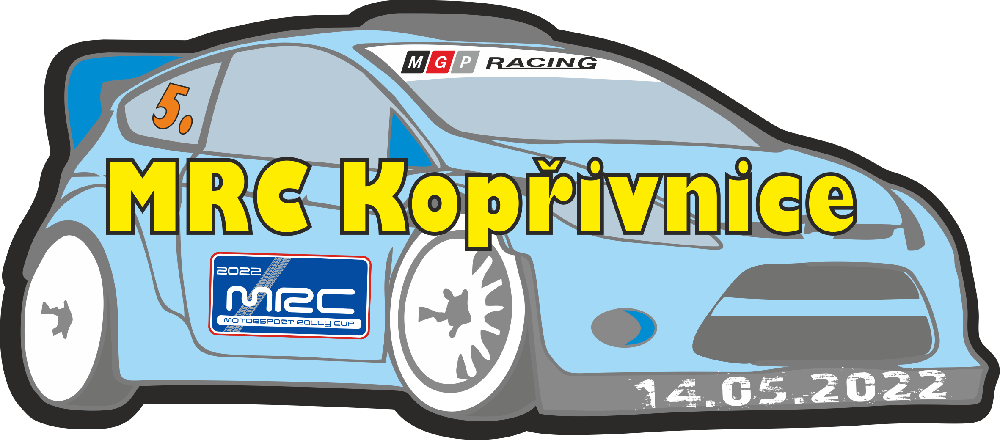 MGP RACING
5.
MRC Kopřivnice
2022
MRC
MOTORSPORT RALLY CUP
14.05.2022